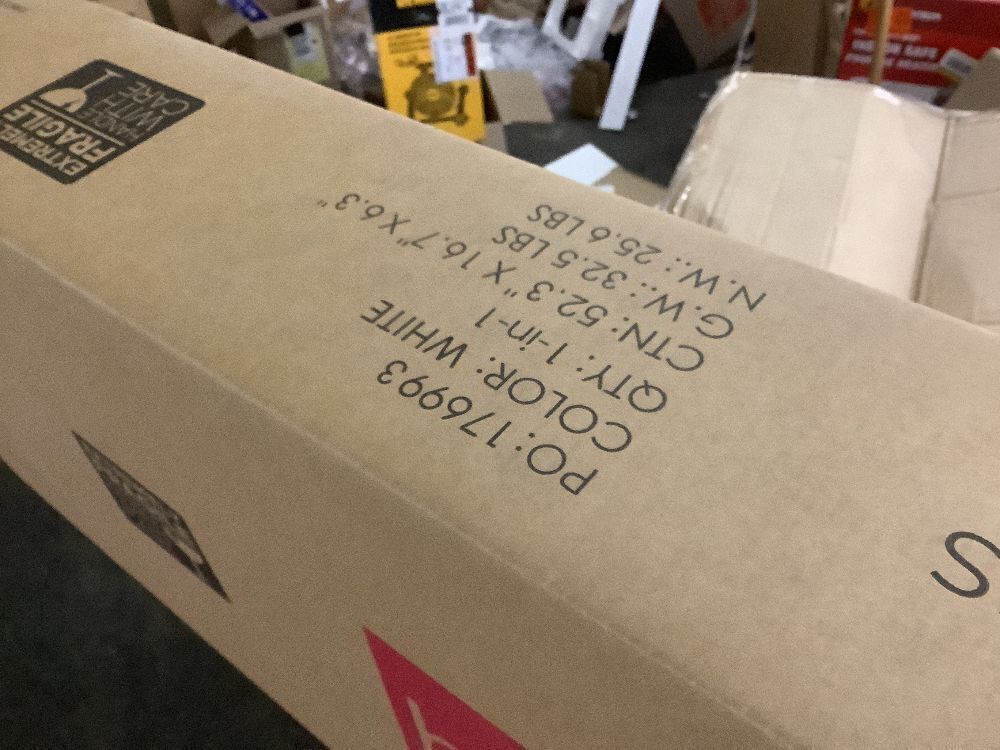 PO: 176993
COLOR: WHITE
QTY: 1-in-1
CTN: 52.3" X 16.7" X 6.3"
G.W.: 32.5 LBS
N.W.: 25.6 LBS
EXTREMELY
FRAGILE
HANDLE
WITH
CARE
S